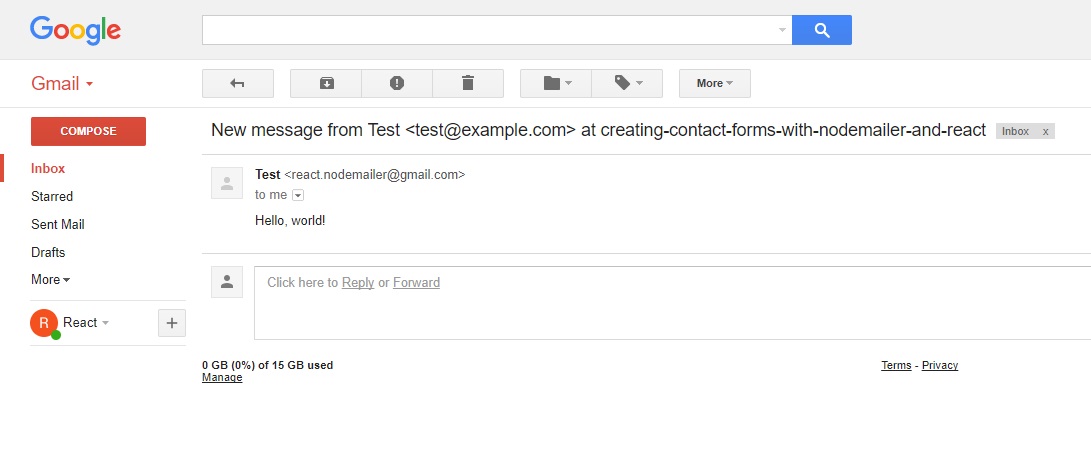 Google
Gmail
More
COMPOSE
New message from Test <test@example.com> at creating-contact-forms-with-nodemailer-and-react
Inbox x
Inbox
Starred
Sent Mail
Drafts
More
R React +
Test <react.nodemailer@gmail.com>
to me
Hello, world!
Click here to Reply or Forward
0 GB (0%) of 15 GB used
Manage
Terms - Privacy